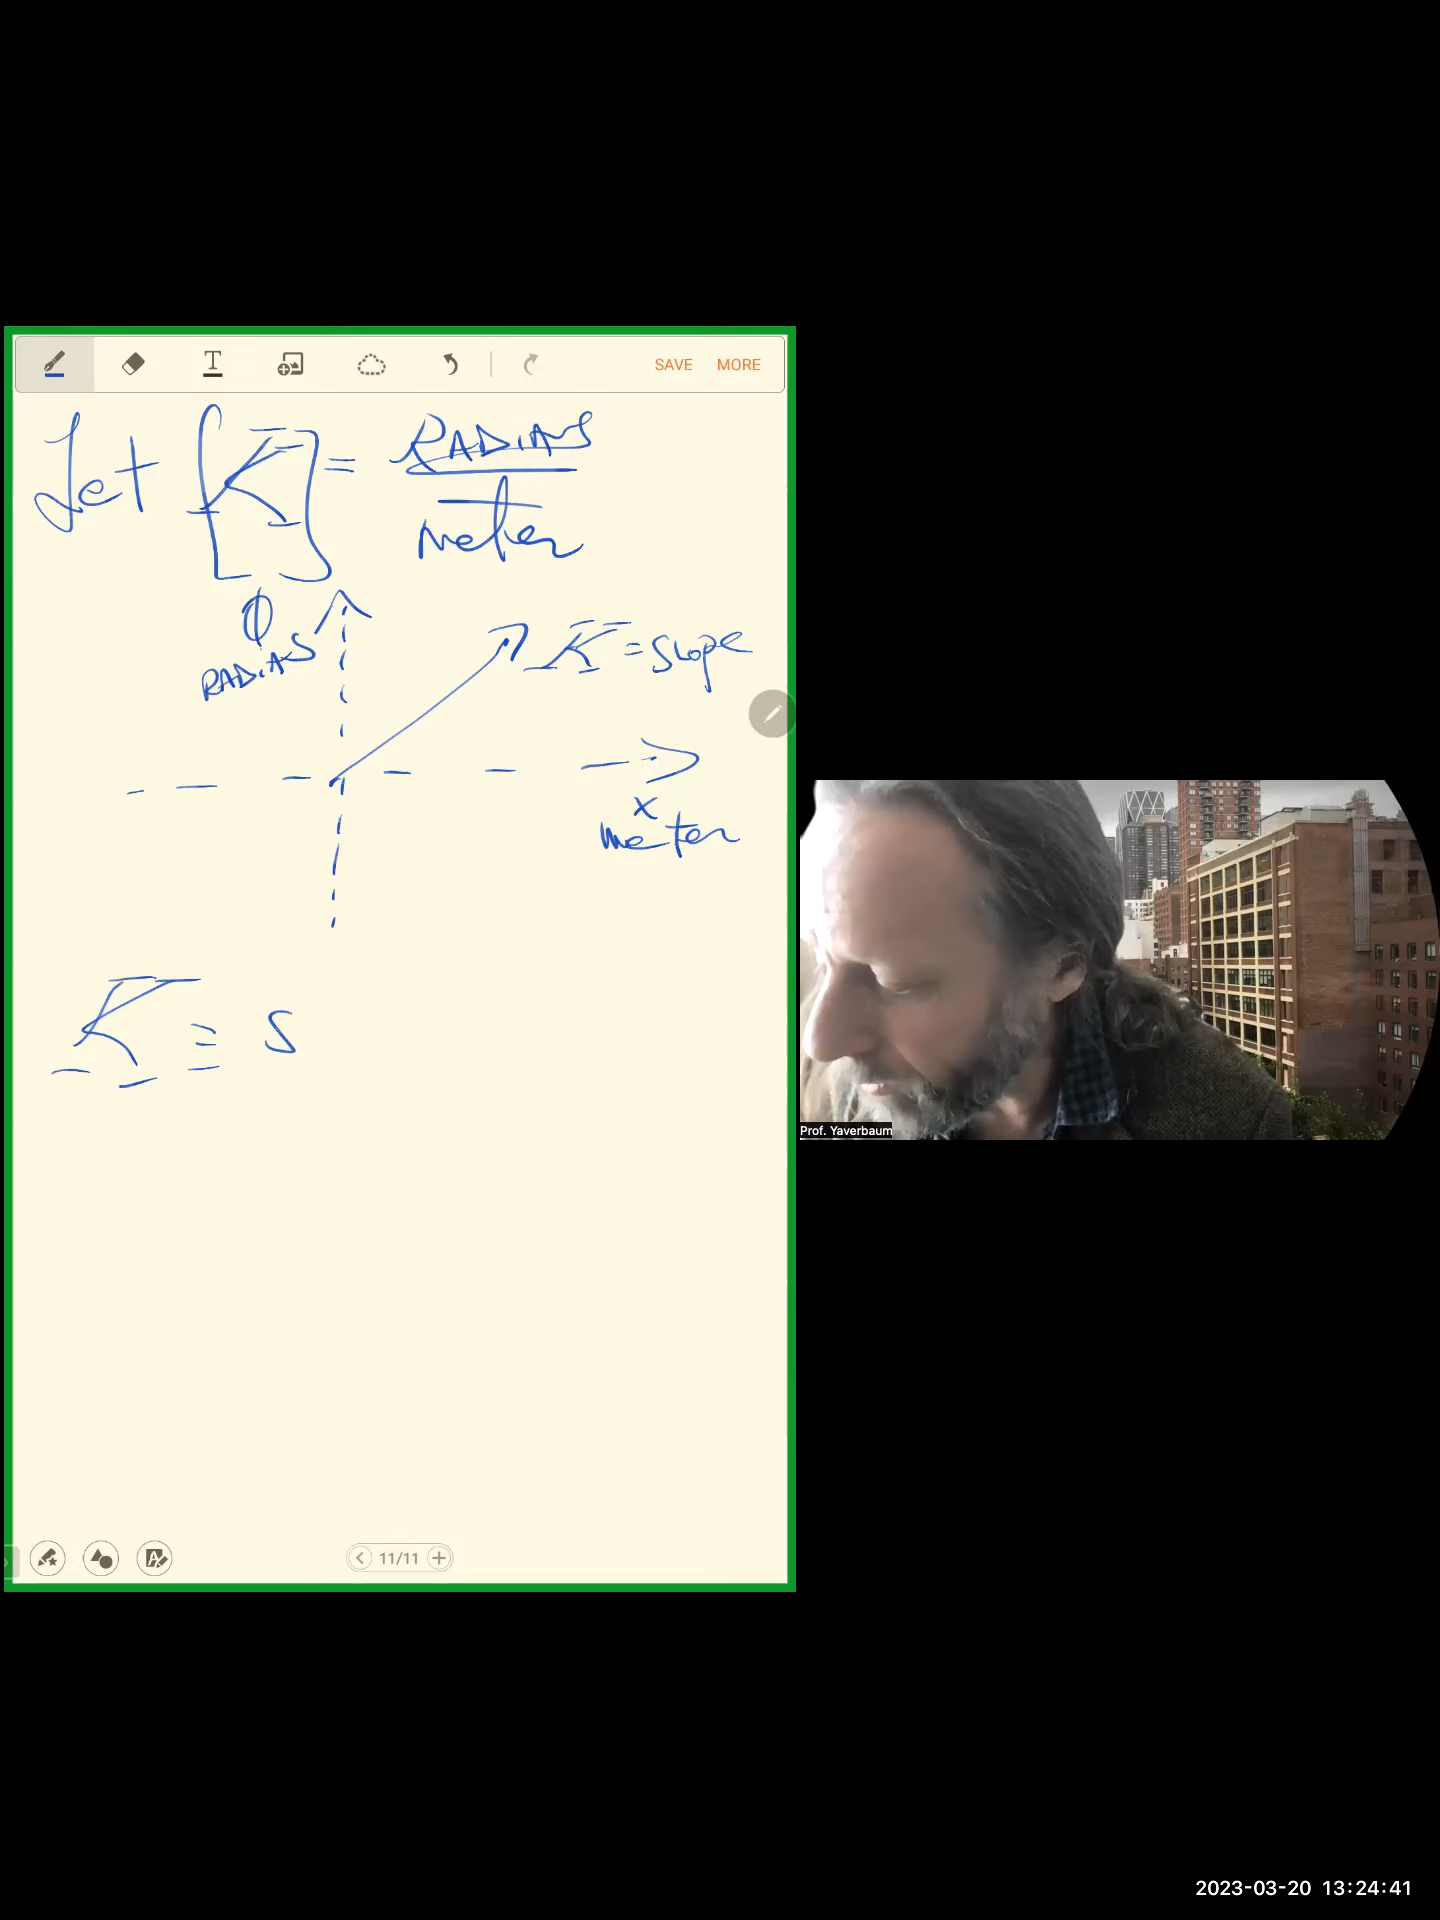 T
SAVE MORE
Let [K] = RADIANS
meter
φ
RADIANS
K = slope
x
meter
K ≡ S
Prof. Yaverbaum
A
11/11
2023-03-20 13:24:41